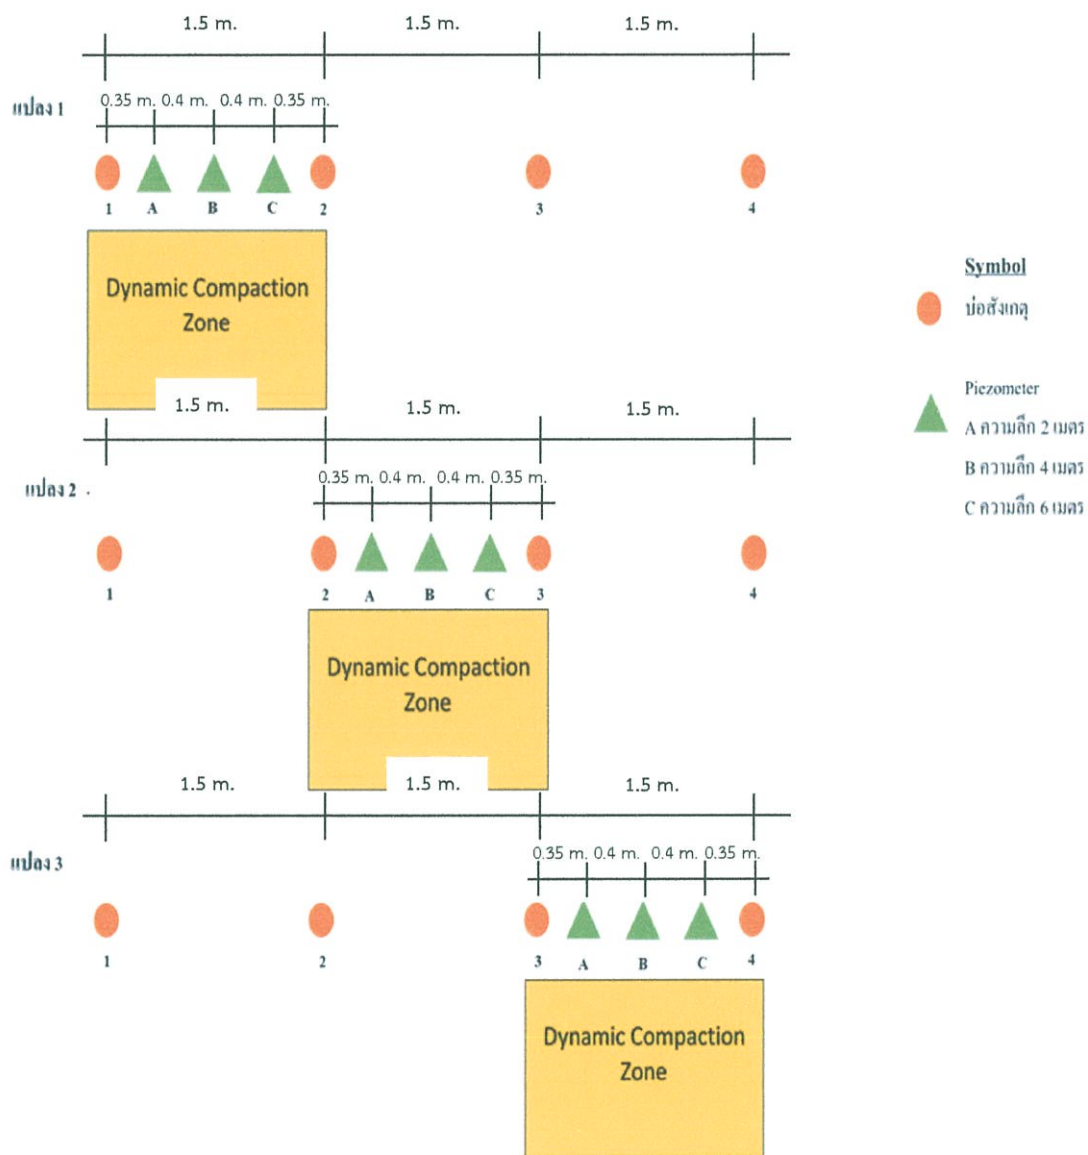 1.5 m. 1.5 m. 1.5 m.
แปลง 1
0.35 m. 0.4 m. 0.4 m. 0.35 m.
1 A B C 2 3 4
Dynamic Compaction
Zone
Symbol
บ่อสังเกตุ
Piezometer
A ความลึก 2 เมตร
B ความลึก 4 เมตร
C ความลึก 6 เมตร
1.5 m. 1.5 m. 1.5 m.
แปลง 2
0.35 m. 0.4 m. 0.4 m. 0.35 m.
1 2 A B C 3 4
Dynamic Compaction
Zone
1.5 m. 1.5 m. 1.5 m.
แปลง 3
0.35 m. 0.4 m. 0.4 m. 0.35 m.
1 2 3 A B C 4
Dynamic Compaction
Zone